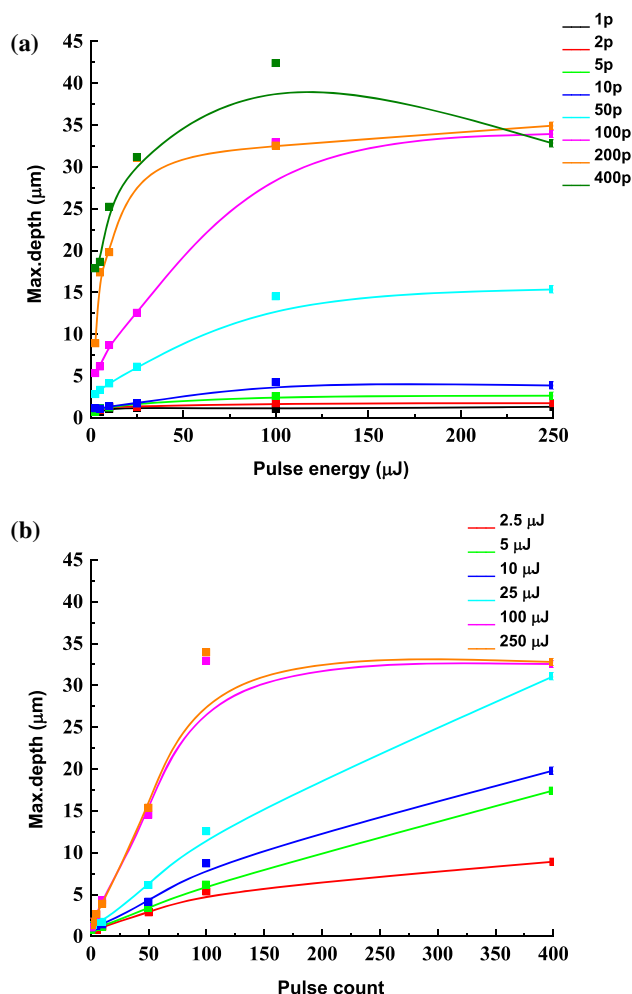 (a)
1p
2p
5p
10p
50p
100p
200p
400p
45
40
35
30
25
20
15
10
5
0
Max.depth (μm)
0 50 100 150 200 250
Pulse energy (μJ)
(b)
2.5 μJ
5 μJ
10 μJ
25 μJ
100 μJ
250 μJ
45
40
35
30
25
20
15
10
5
0
Max.depth (μm)
0 50 100 150 200 250 300 350 400
Pulse count